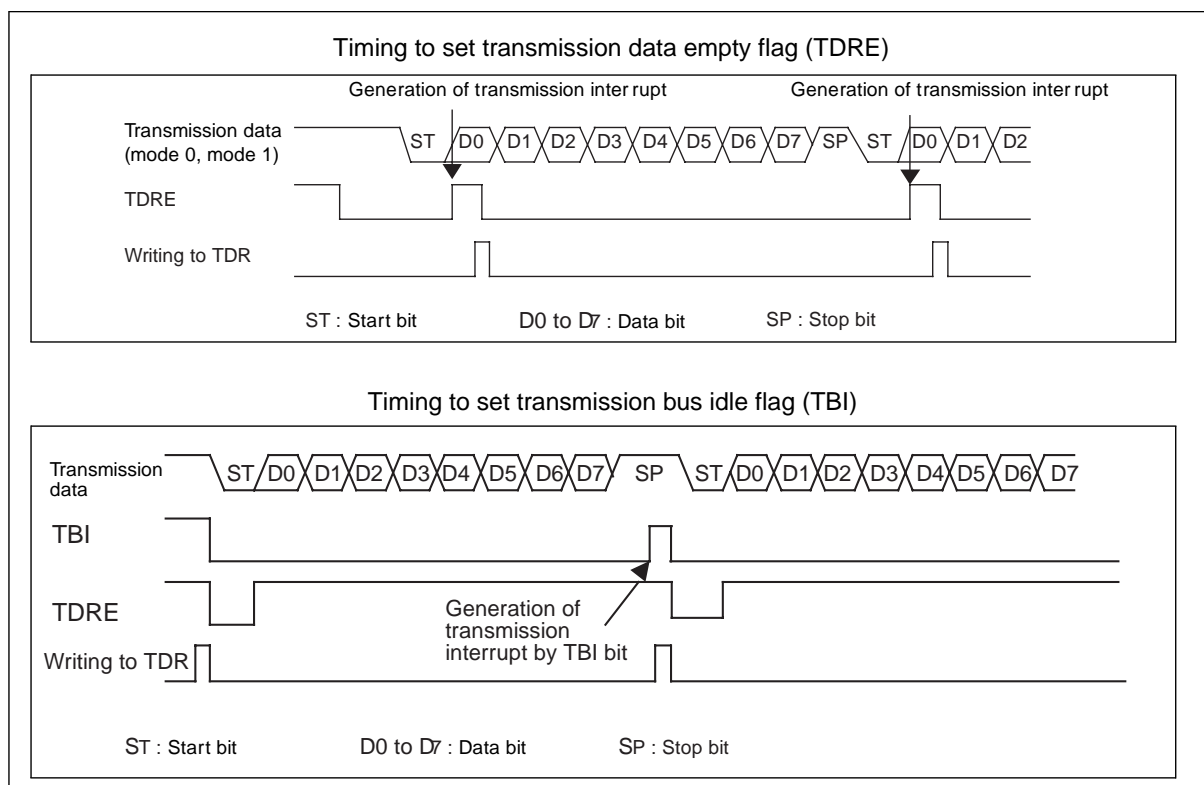 Timing to set transmission data empty flag (TDRE)
Generation of transmission inter rupt Generation of transmission inter rupt
Transmission data
(mode 0, mode 1)
ST D0 D1 D2 D3 D4 D5 D6 D7 SP ST D0 D1 D2
TDRE
Writing to TDR
ST : Start bit D0 to D7 : Data bit SP : Stop bit
Timing to set transmission bus idle flag (TBI)
Transmission
data
ST D0 D1 D2 D3 D4 D5 D6 D7 SP ST D0 D1 D2 D3 D4 D5 D6 D7
TBI
TDRE
Generation of
transmission
interrupt by TBI bit
Writing to TDR
ST : Start bit D0 to D7 : Data bit SP : Stop bit